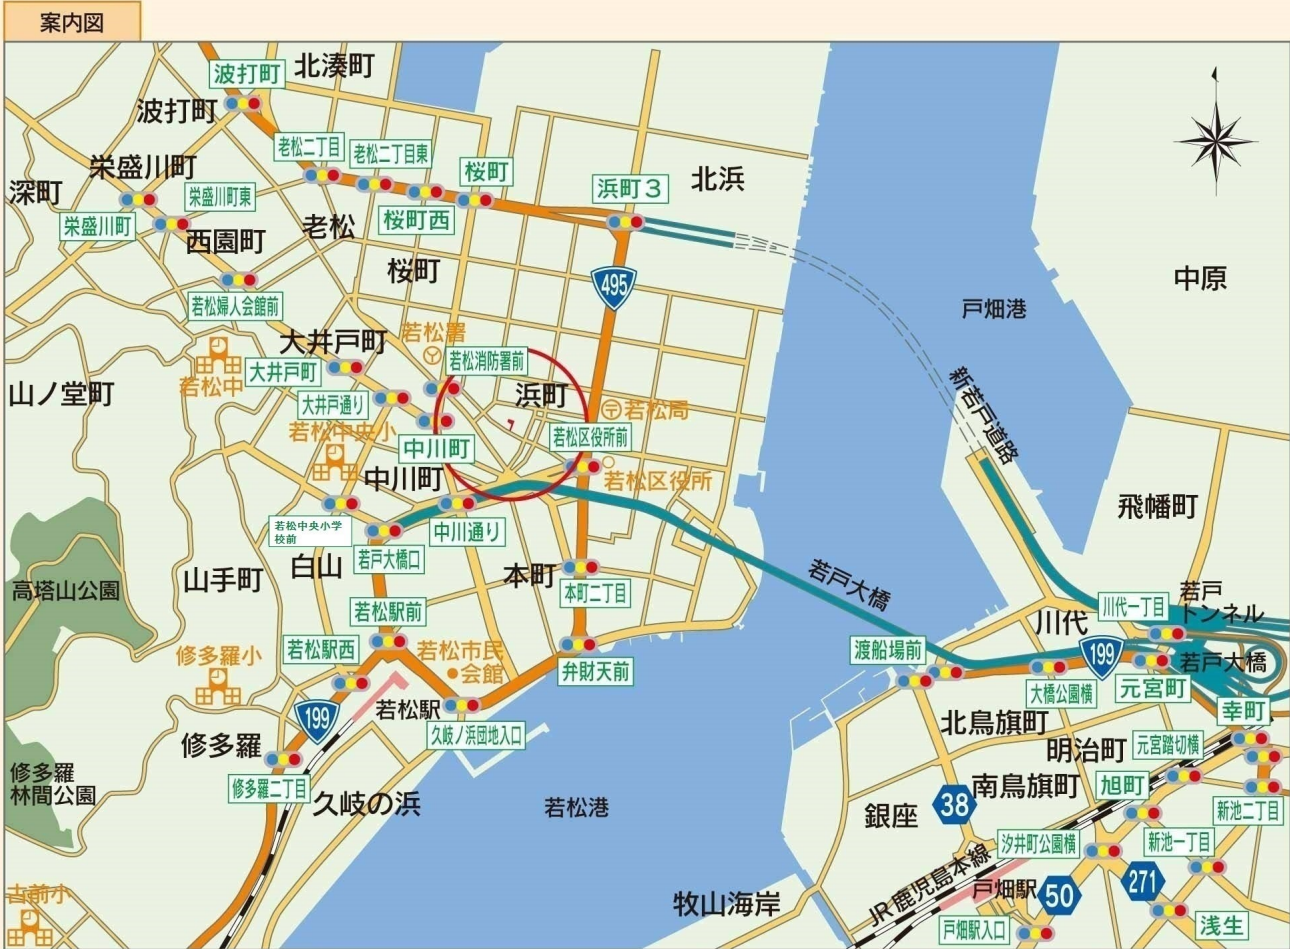 案内図
北湊町
波打町
波打町
老松二丁目
老松二丁目東
桜町
浜町3
北浜
栄盛川町
深町
栄盛川町東
栄盛川町
西園町
老松
桜町西
桜町
495
中原
戸畑港
若松婦人会館前
若松署
大井戸町
若松消防署前
大井戸町
若松中
山ノ堂町
大井戸通り
浜町
若松局
新若戸道路
若松中央小
中川町
若松区役所前
中川町
若松区役所
飛幡町
若松中央小学
校前
中川通り
若戸大橋口
白山
山手町
本町
本町二丁目
若戸大橋
高塔山公園
若松駅前
川代
川代一丁目
若戸
トンネル
若松駅西
若松市民
会館
修多羅小
弁財天前
渡船場前
199
若戸大橋
大橋公園横
元宮町
199
若松駅
久岐ノ浜団地入口
北鳥旗町
幸町
修多羅
明治町
元宮踏切横
修多羅
林間公園
修多羅二丁目
久岐の浜
若松港
銀座
38
南鳥旗町
旭町
新池二丁目
汐井町公園横
新池一丁目
JR鹿児島本線
戸畑駅
50
271
古前小
牧山海岸
戸畑駅入口
浅生